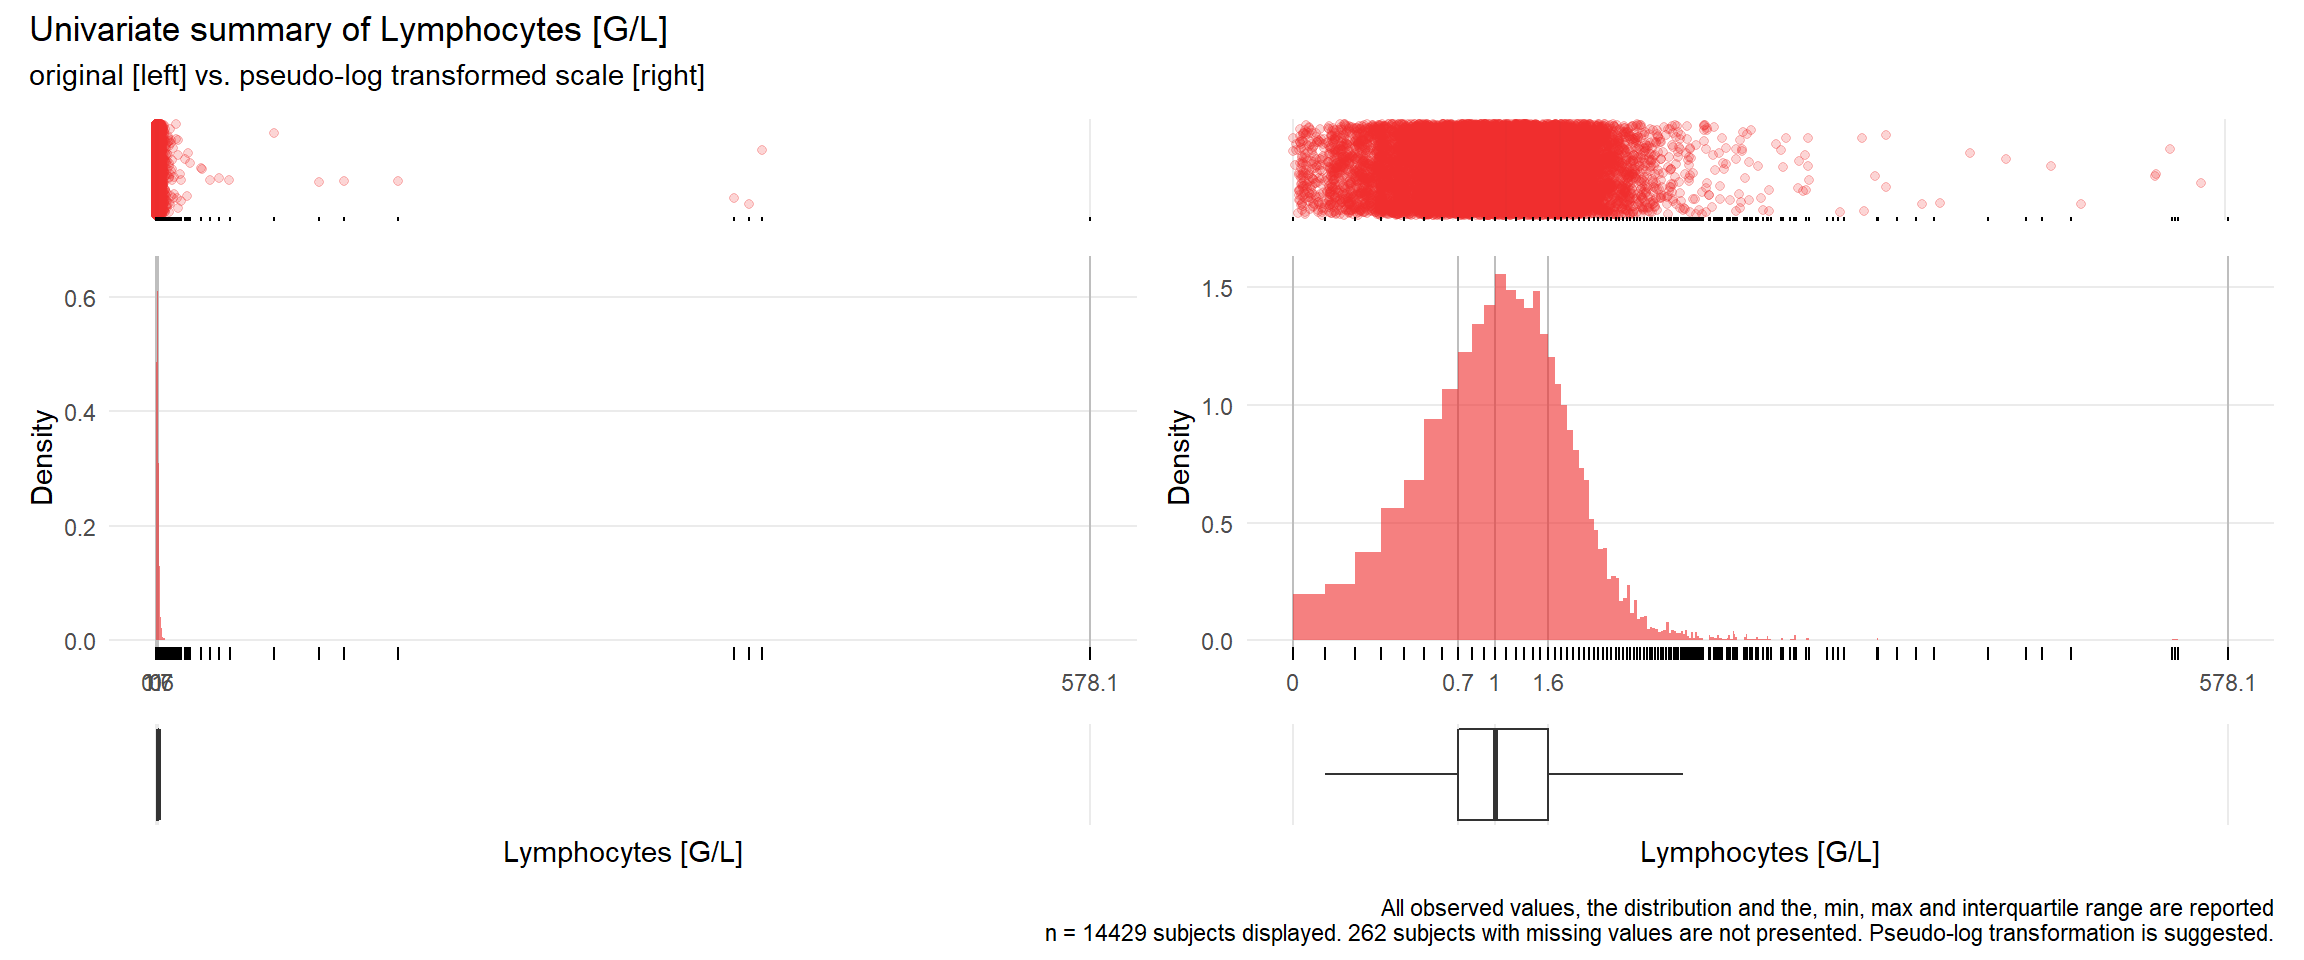 Univariate summary of Lymphocytes [G/L]
original [left] vs. pseudo-log transformed scale [right]
Density
0.6
0.4
0.2
0.0
578.1
Lymphocytes [G/L]
Density
1.5
1.0
0.5
0.0
0 0.7 1 1.6 578.1
Lymphocytes [G/L]
All observed values, the distribution and the, min, max and interquartile range are reported
n = 14429 subjects displayed. 262 subjects with missing values are not presented. Pseudo-log transformation is suggested.